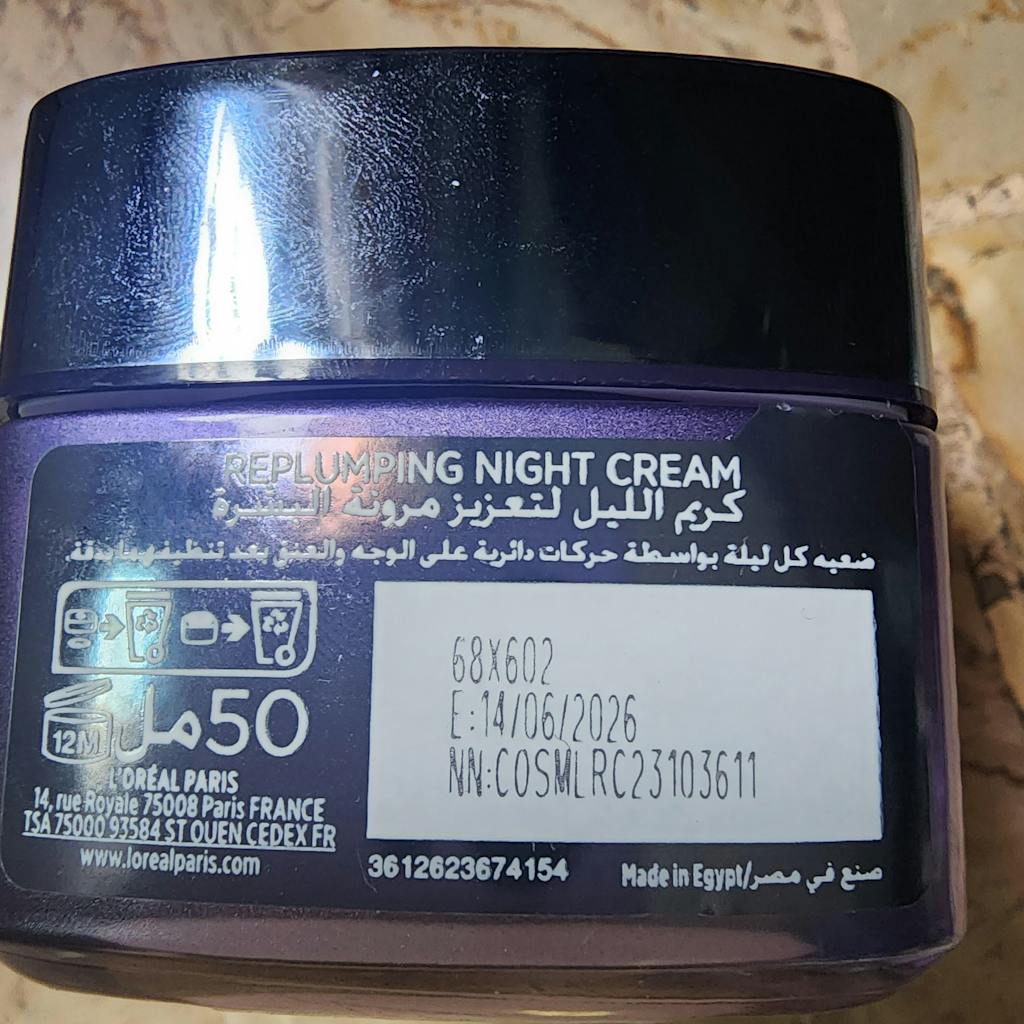 REPLUMPING NIGHT CREAM
كريم الليل لتعزيز مرونة البشرة
ضعيه كل ليلة بواسطة حركات دائرية على الوجه والعنق بعد تنظيفهما بدقة.
12M
50 مل
L'ORÉAL PARIS
14, rue Royale 75008 Paris FRANCE
TSA 75000 93584 ST OUEN CEDEX FR
www.lorealparis.com
68X602
E:14/06/2026
NN:COSMLRC23103611
3612623674154
Made in Egypt/صنع في مصر